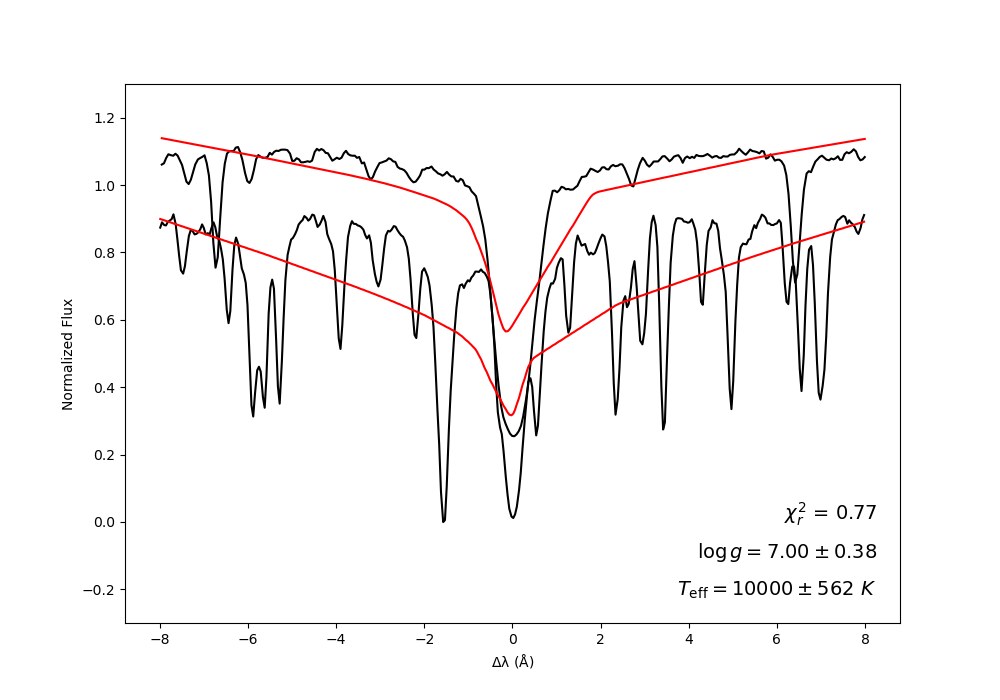 1.2
1.0
0.8
0.6
0.4
0.2
0.0
−0.2
Normalized Flux
χ²ᵣ = 0.77
log g = 7.00 ± 0.38
T_eff = 10000 ± 562 K
−8 −6 −4 −2 0 2 4 6 8
Δλ (Å)